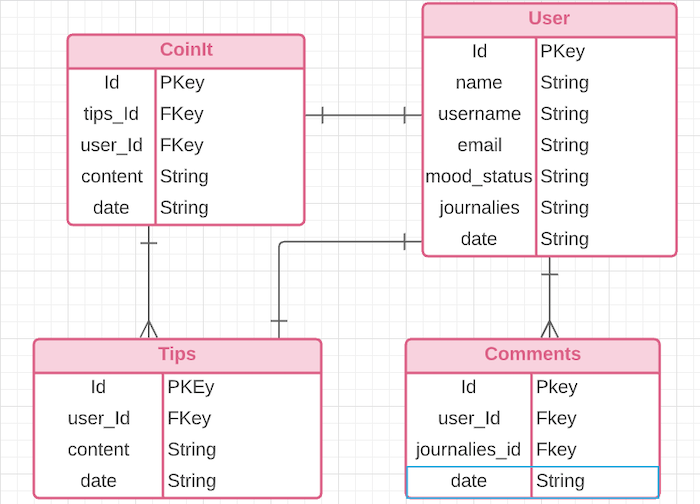 CoinIt
Id PKey
tips_Id FKey
user_Id FKey
content String
date String
User
Id PKey
name String
username String
email String
mood_status String
journalies String
date String
Tips
Id PKEy
user_Id FKey
content String
date String
Comments
Id Pkey
user_Id Fkey
journalies_id Fkey
date String